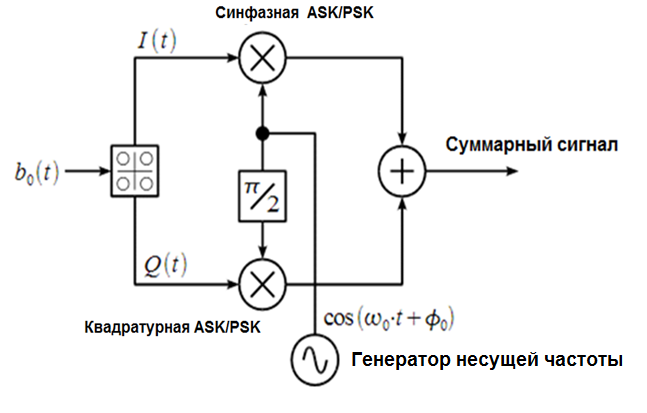 Синфазная ASK/PSK
I(t)
Суммарный сигнал
b₀(t)
π/2
Q(t)
Квадратурная ASK/PSK
cos(ω₀·t+ϕ₀)
Генератор несущей частоты